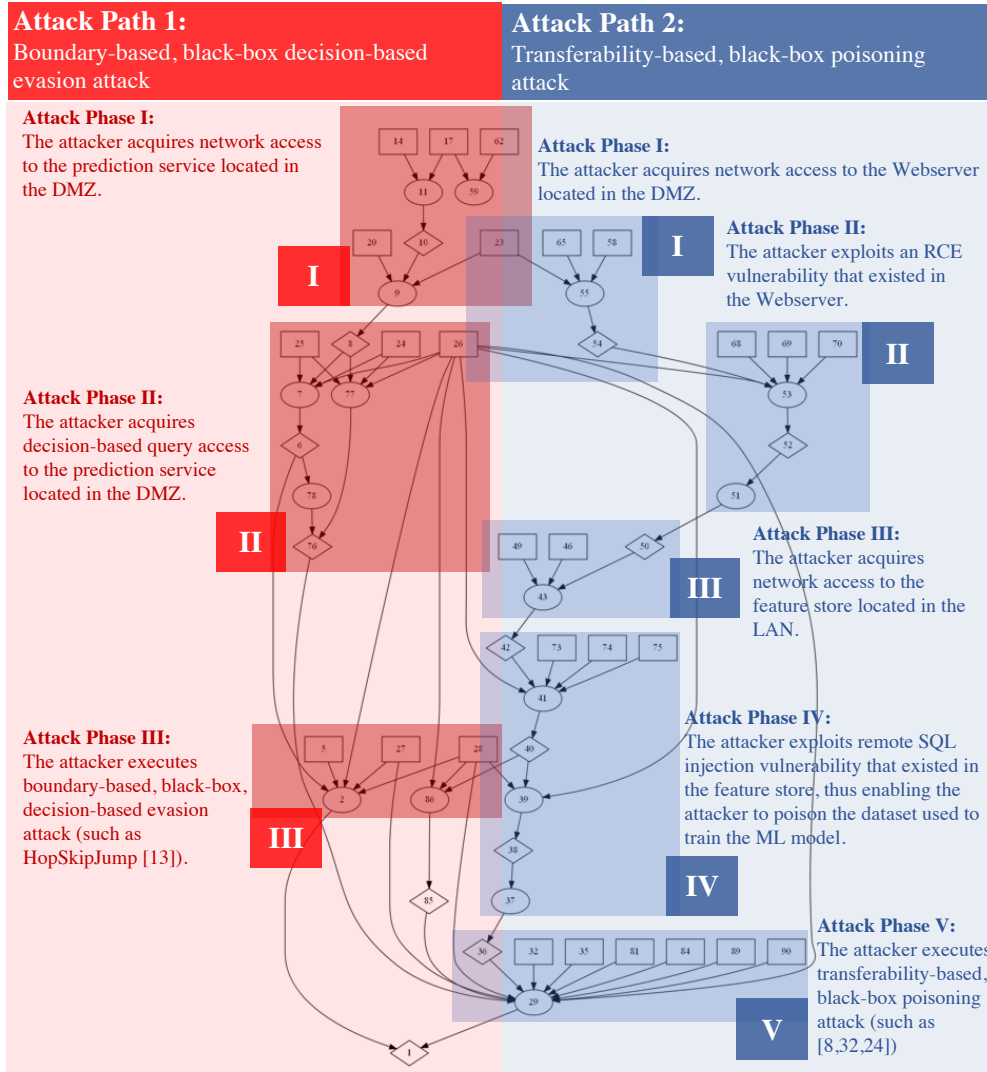 Attack Path 1:
Boundary-based, black-box decision-based
evasion attack
Attack Path 2:
Transferability-based, black-box poisoning
attack
Attack Phase I:
The attacker acquires network access
to the prediction service located in
the DMZ.
14 17 62
11 59
20 10
I
9
Attack Phase I:
The attacker acquires network access to the Webserver
located in the DMZ.
23 65 58
I
55
54
Attack Phase II:
The attacker exploits an RCE
vulnerability that existed in
the Webserver.
25 8 24 26
7 77
6
78
76
II
68 69 70
II
53
52
51
Attack Phase II:
The attacker acquires
decision-based query access
to the prediction service
located in the DMZ.
49 46 50
43
III
Attack Phase III:
The attacker acquires
network access to the
feature store located in the
LAN.
42 73 74 75
41
40
39
38
37
IV
Attack Phase IV:
The attacker exploits remote SQL
injection vulnerability that existed in
the feature store, thus enabling the
attacker to poison the dataset used to
train the ML model.
Attack Phase III:
The attacker executes
boundary-based, black-box,
decision-based evasion
attack (such as
HopSkipJump [13]).
5 27 28
2 86
III
85
36 32 35 81 84 89 90
29
V
Attack Phase V:
The attacker executes
transferability-based,
black-box poisoning
attack (such as
[8,32,24])
1